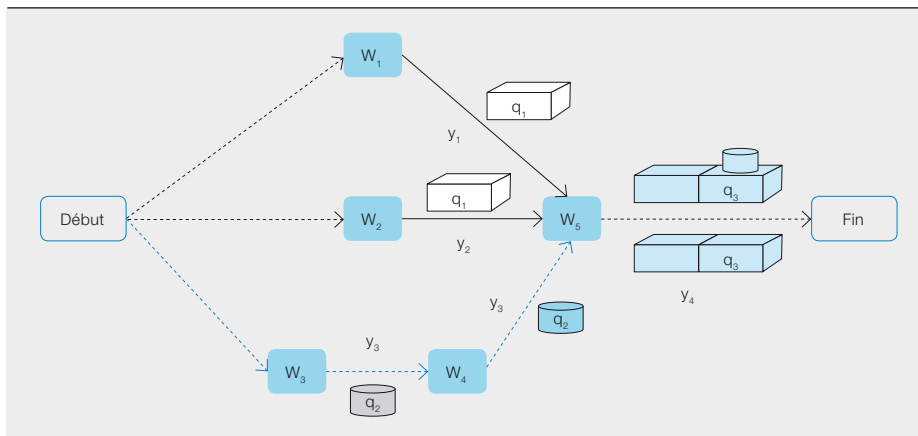 W₁
q₁
y₁
q₃
Début
W₂
q₁
y₂
W₅
Fin
q₃
y₄
y₃
q₂
y₃
W₃
W₄
q₂